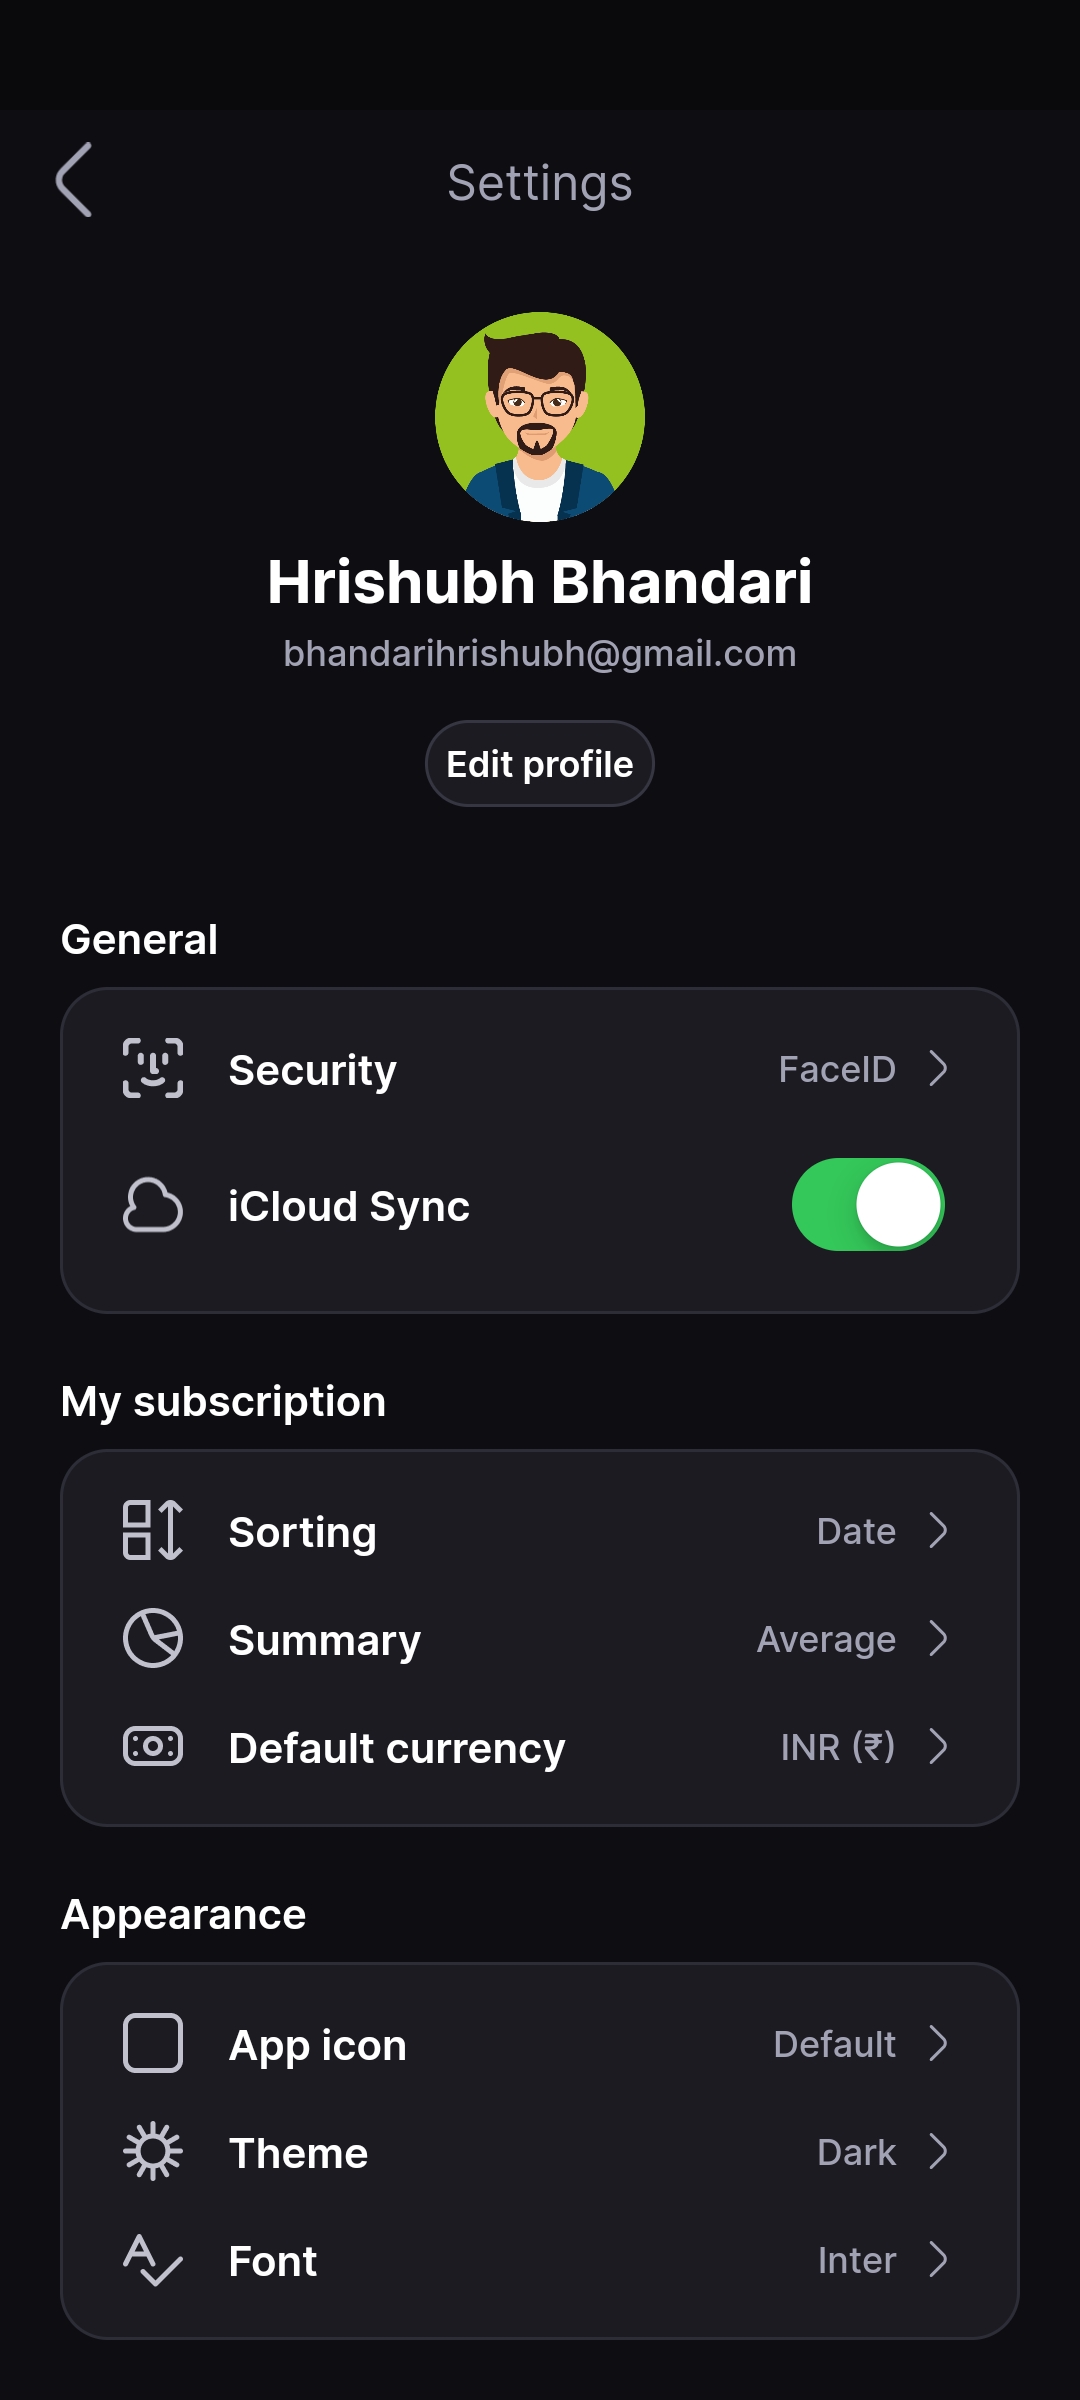 Settings
Hrishubh Bhandari
bhandarihrishubh@gmail.com
Edit profile
General
Security FaceID
iCloud Sync
My subscription
Sorting Date
Summary Average
Default currency INR (₹)
Appearance
App icon Default
Theme Dark
Font Inter